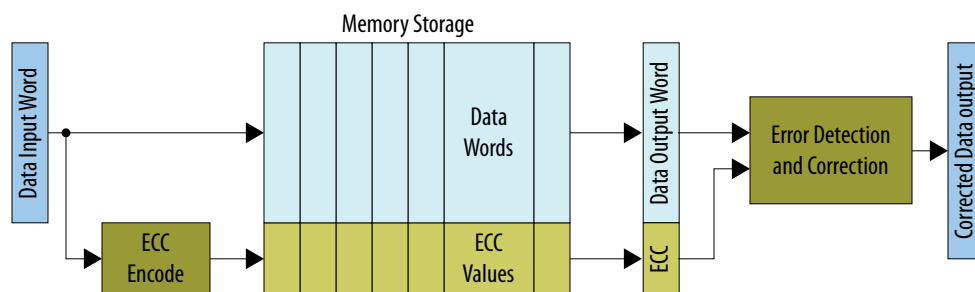 Memory Storage
Data Input Word
ECC
Encode
Data
Words
ECC
Values
Data Output Word
ECC
Error Detection
and Correction
Corrected Data output